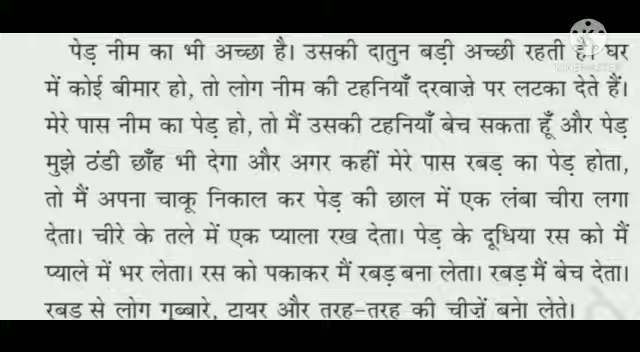 पेड़ नीम का भी अच्छा है। उसकी दातुन बड़ी अच्छी रहती है। घर
में कोई बीमार हो, तो लोग नीम की टहनियाँ दरवाज़े पर लटका देते हैं।
मेरे पास नीम का पेड़ हो, तो मैं उसकी टहनियाँ बेच सकता हूँ और पेड़
मुझे ठंडी छाँह भी देगा और अगर कहीं मेरे पास रबड़ का पेड़ होता,
तो मैं अपना चाकू निकाल कर पेड़ की छाल में एक लंबा चीरा लगा
देता। चीरे के तले में एक प्याला रख देता। पेड़ के दूधिया रस को मैं
प्याले में भर लेता। रस को पकाकर मैं रबड़ बना लेता। रबड़ मैं बेच देता।
रबड़ से लोग गुब्बारे, टायर और तरह-तरह की चीज़ें बना लेते।